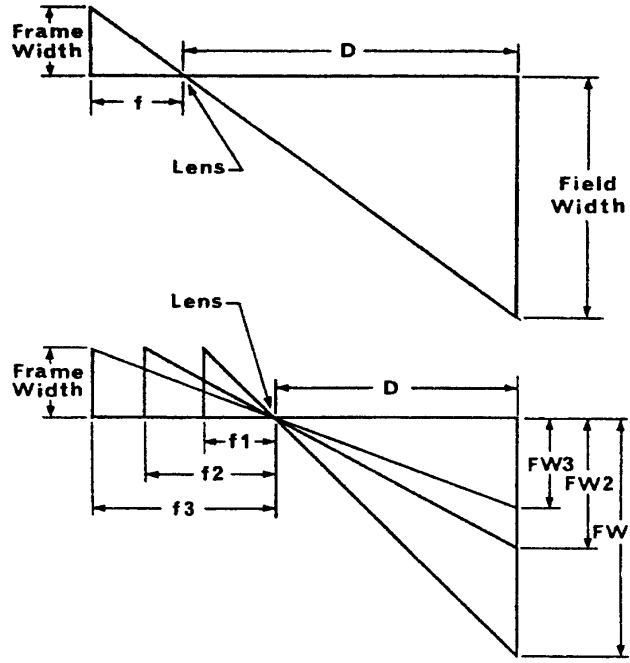 Frame
Width
D
f
Lens
Field
Width
Lens
Frame
Width
D
f1
f2
f3
FW3
FW2
FW